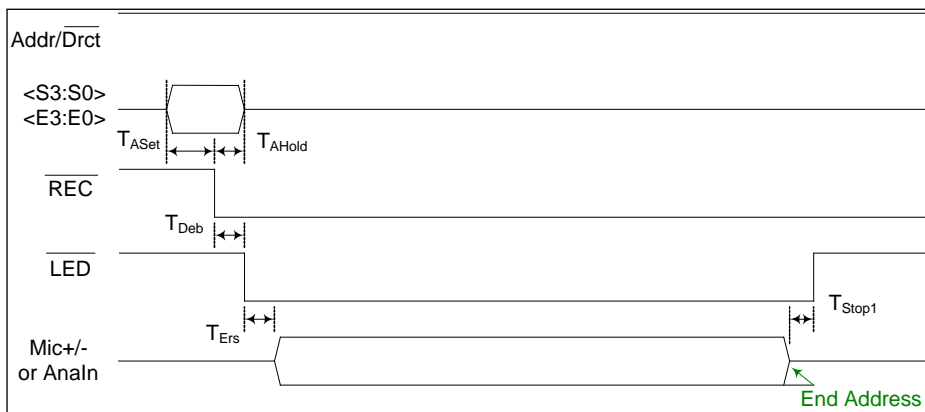 Addr/Drct
<S3:S0>
<E3:E0>
TASet
TAHold
REC
TDeb
LED
TErs
TStop1
Mic+/-
or AnaIn
End Address